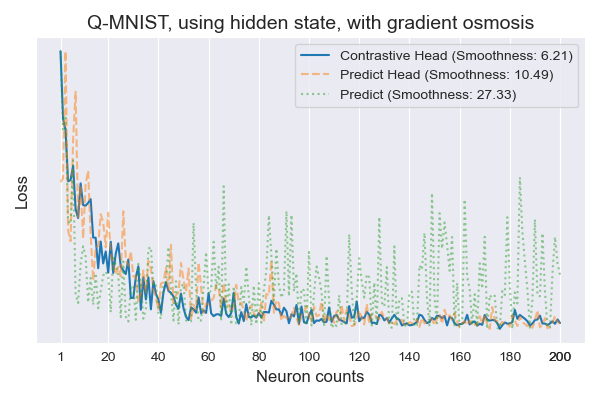 Q-MNIST, using hidden state, with gradient osmosis
Contrastive Head (Smoothness: 6.21)
Predict Head (Smoothness: 10.49)
Predict (Smoothness: 27.33)
Loss
1 20 40 60 80 100 120 140 160 180 200
Neuron counts